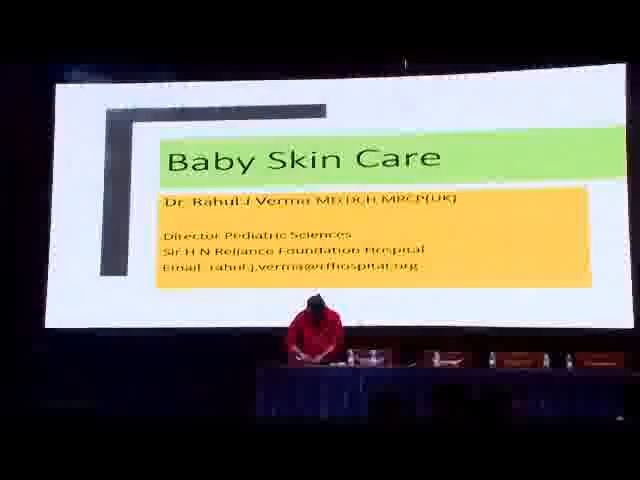 Baby Skin Care
Dr. Rahul J Verma MD DCH MRCP(UK)
Director Pediatric Sciences
Sir H N Reliance Foundation Hospital
Email: rahul.j.verma@rfhospital.org